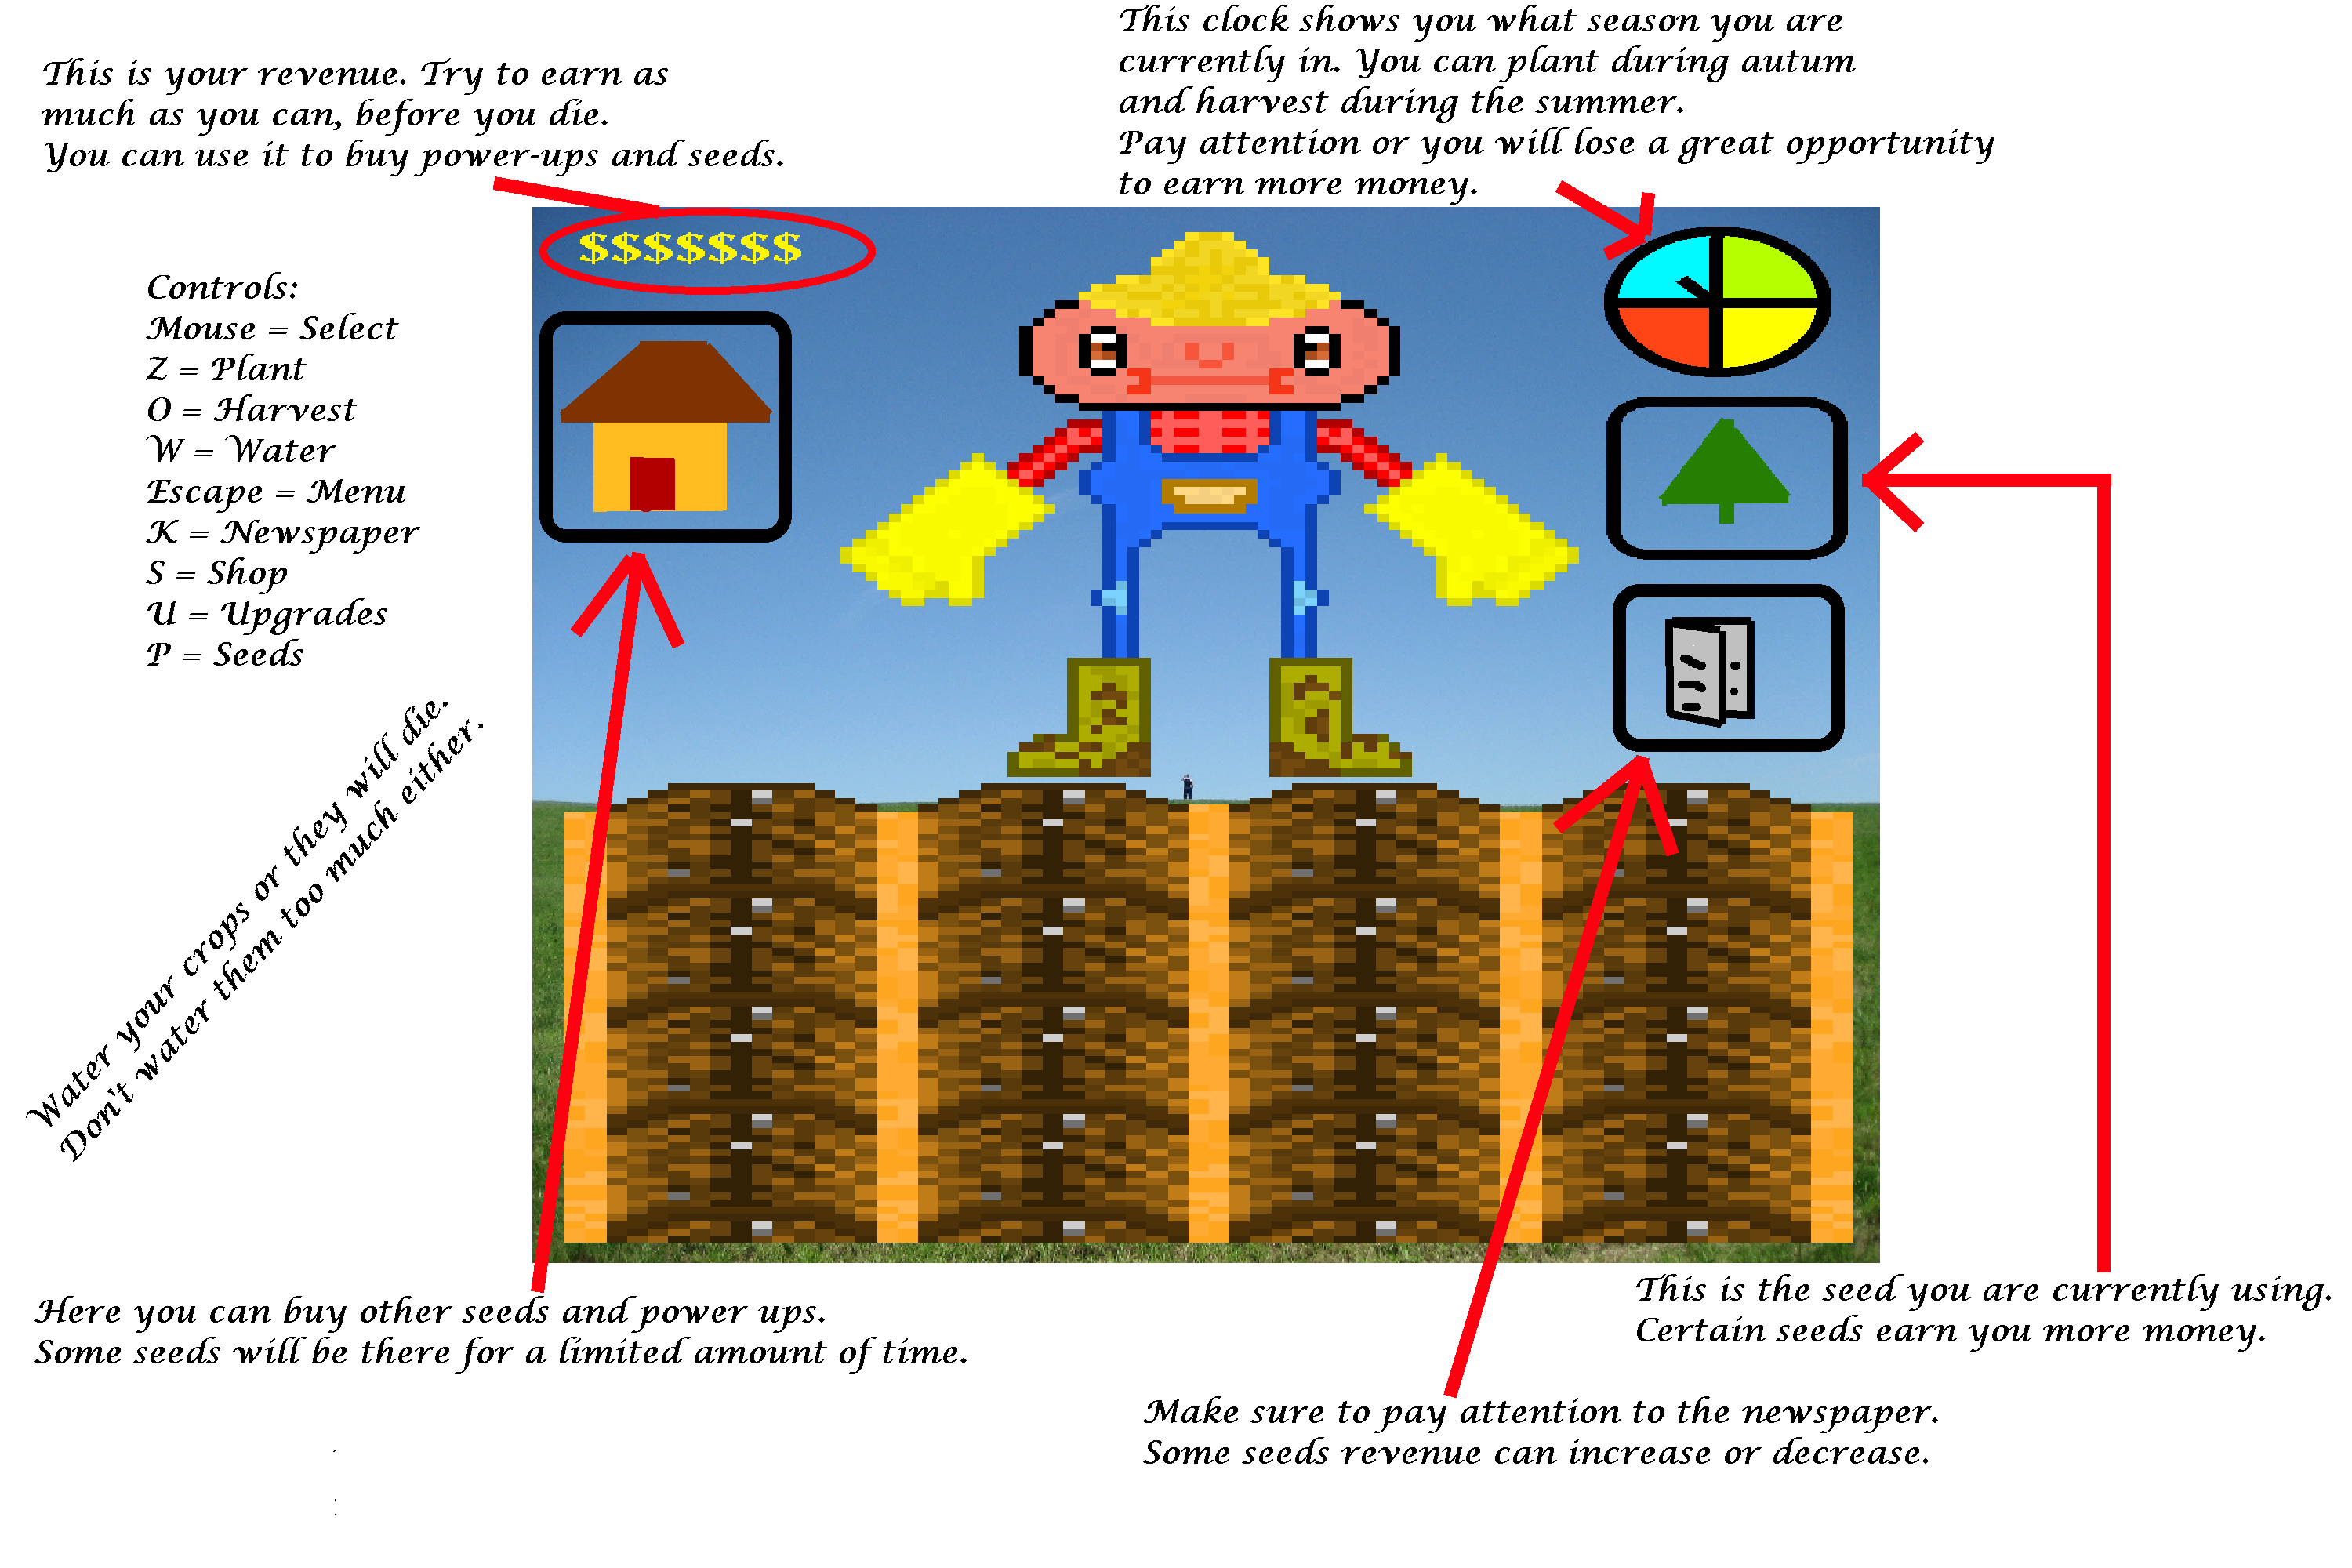 This is your revenue. Try to earn as
much as you can, before you die.
You can use it to buy power-ups and seeds.
This clock shows you what season you are
currently in. You can plant during autum
and harvest during the summer.
Pay attention or you will lose a great opportunity
to earn more money.
$$$$$$$
Controls:
Mouse = Select
Z = Plant
O = Harvest
W = Water
Escape = Menu
K = Newspaper
S = Shop
U = Upgrades
P = Seeds
Water your crops or they will die.
Don't water them too much either.
Here you can buy other seeds and power ups.
Some seeds will be there for a limited amount of time.
This is the seed you are currently using.
Certain seeds earn you more money.
Make sure to pay attention to the newspaper.
Some seeds revenue can increase or decrease.